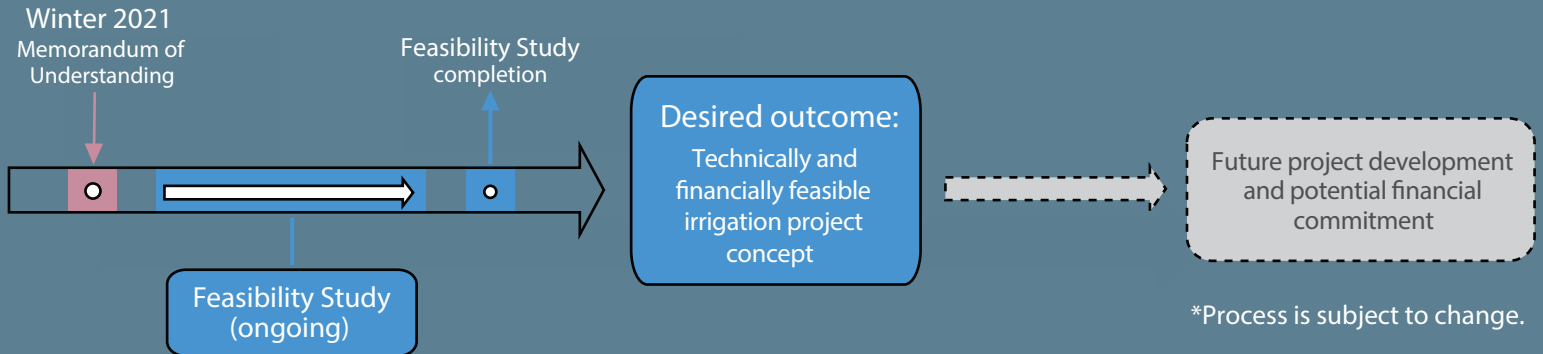 Winter 2021
Memorandum of
Understanding
Feasibility Study
completion
Feasibility Study
(ongoing)
Desired outcome:
Technically and
financially feasible
irrigation project
concept
Future project development
and potential financial
commitment
*Process is subject to change.